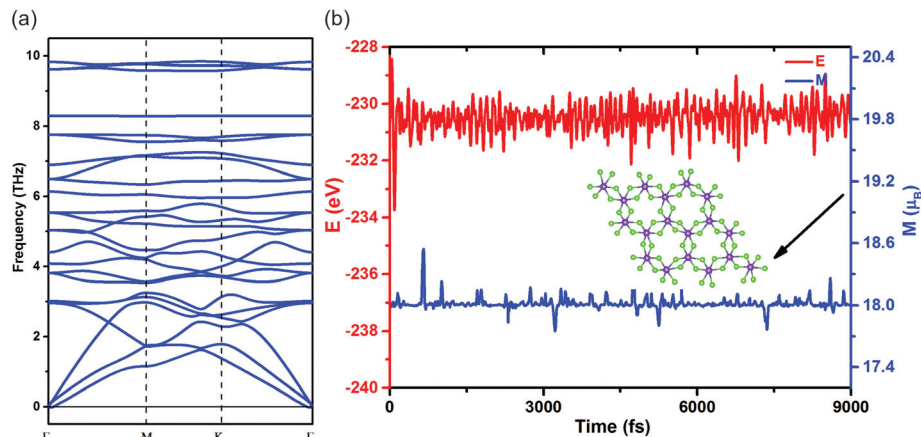 (a)
(b)
10
8
6
4
2
0
Frequency (THz)
Γ
M
K
Γ
-228
-230
-232
-234
-236
-238
-240
E (eV)
E
M
20.4
19.8
19.2
18.6
18.0
17.4
M (μB)
0
3000
6000
9000
Time (fs)